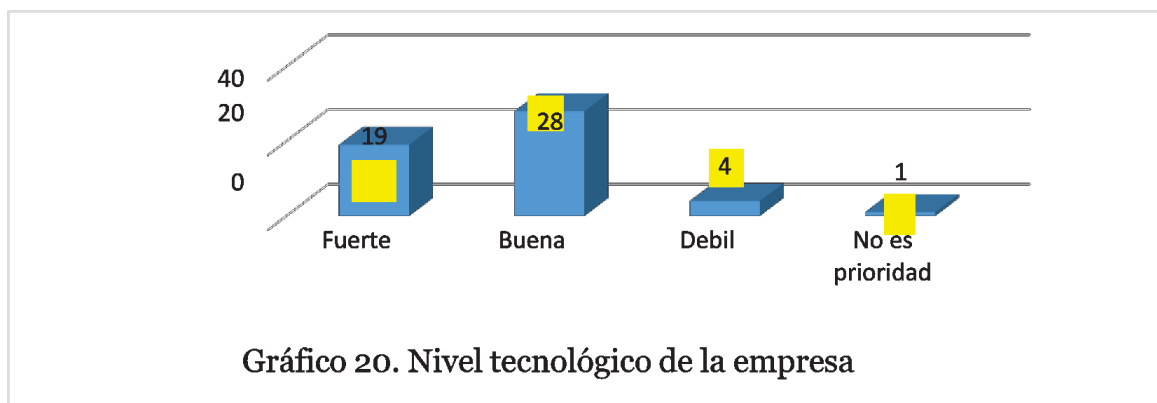 40
20
0
19
28
4
1
Fuerte
Buena
Debil
No es
prioridad
Gráfico 20. Nivel tecnológico de la empresa